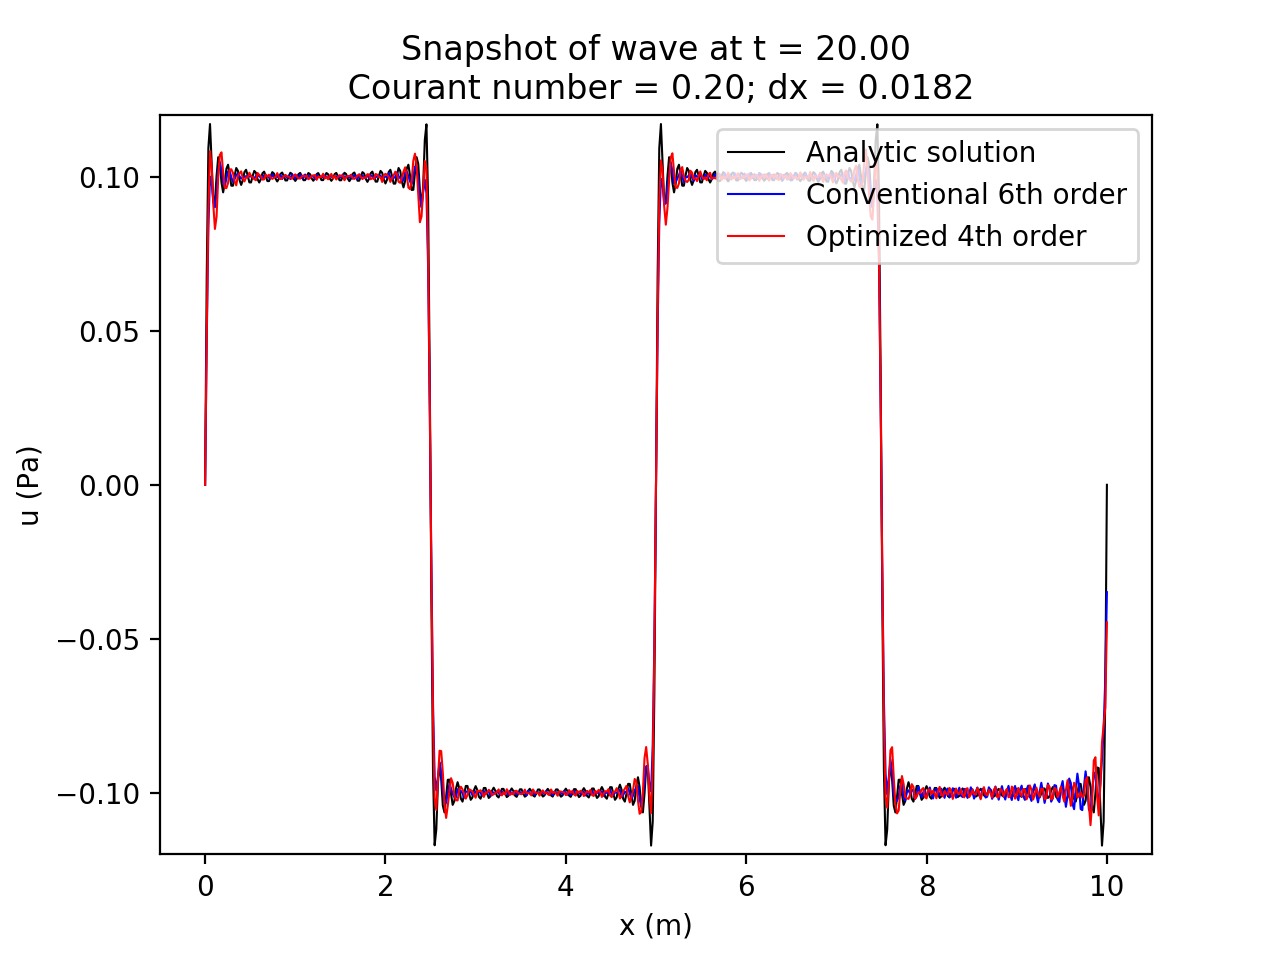 Snapshot of wave at t = 20.00
Courant number = 0.20; dx = 0.0182
Analytic solution
Conventional 6th order
Optimized 4th order
u (Pa)
0.10
0.05
0.00
−0.05
−0.10
0 2 4 6 8 10
x (m)